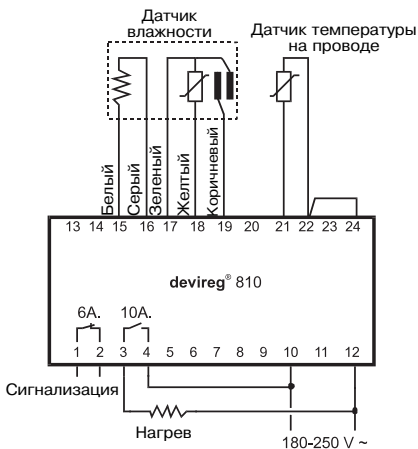 Датчик
влажности
Датчик температуры
на проводе
Белый
Серый
Зеленый
Желтый
Коричневый
13 14 15 16 17 18 19 20 21 22 23 24
devireg® 810
6А. 10А.
1 2 3 4 5 6 7 8 9 10 11 12
Сигнализация
Нагрев
180-250 V ~